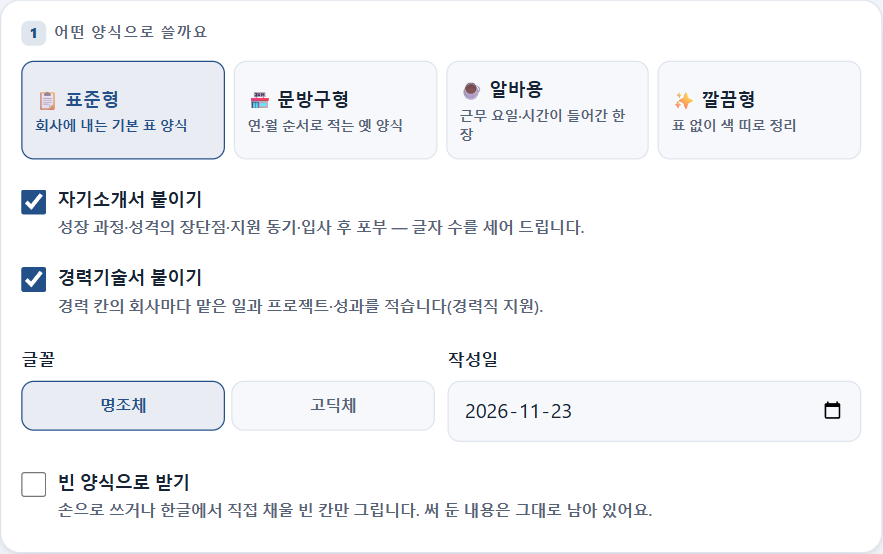 1 어떤 양식으로 쓸까요
📋 표준형
회사에 내는 기본 표 양식
🏪 문방구형
연·월 순서로 적는 옛 양식
알바용
근무 요일·시간이 들어간 한
장
✨ 깔끔형
표 없이 색 띠로 정리
자기소개서 붙이기
성장 과정·성격의 장단점·지원 동기·입사 후 포부 — 글자 수를 세어 드립니다.
경력기술서 붙이기
경력 칸의 회사마다 맡은 일과 프로젝트·성과를 적습니다(경력직 지원).
글꼴
명조체
고딕체
작성일
2026-11-23
빈 양식으로 받기
손으로 쓰거나 한글에서 직접 채울 빈 칸만 그립니다. 써 둔 내용은 그대로 남아 있어요.